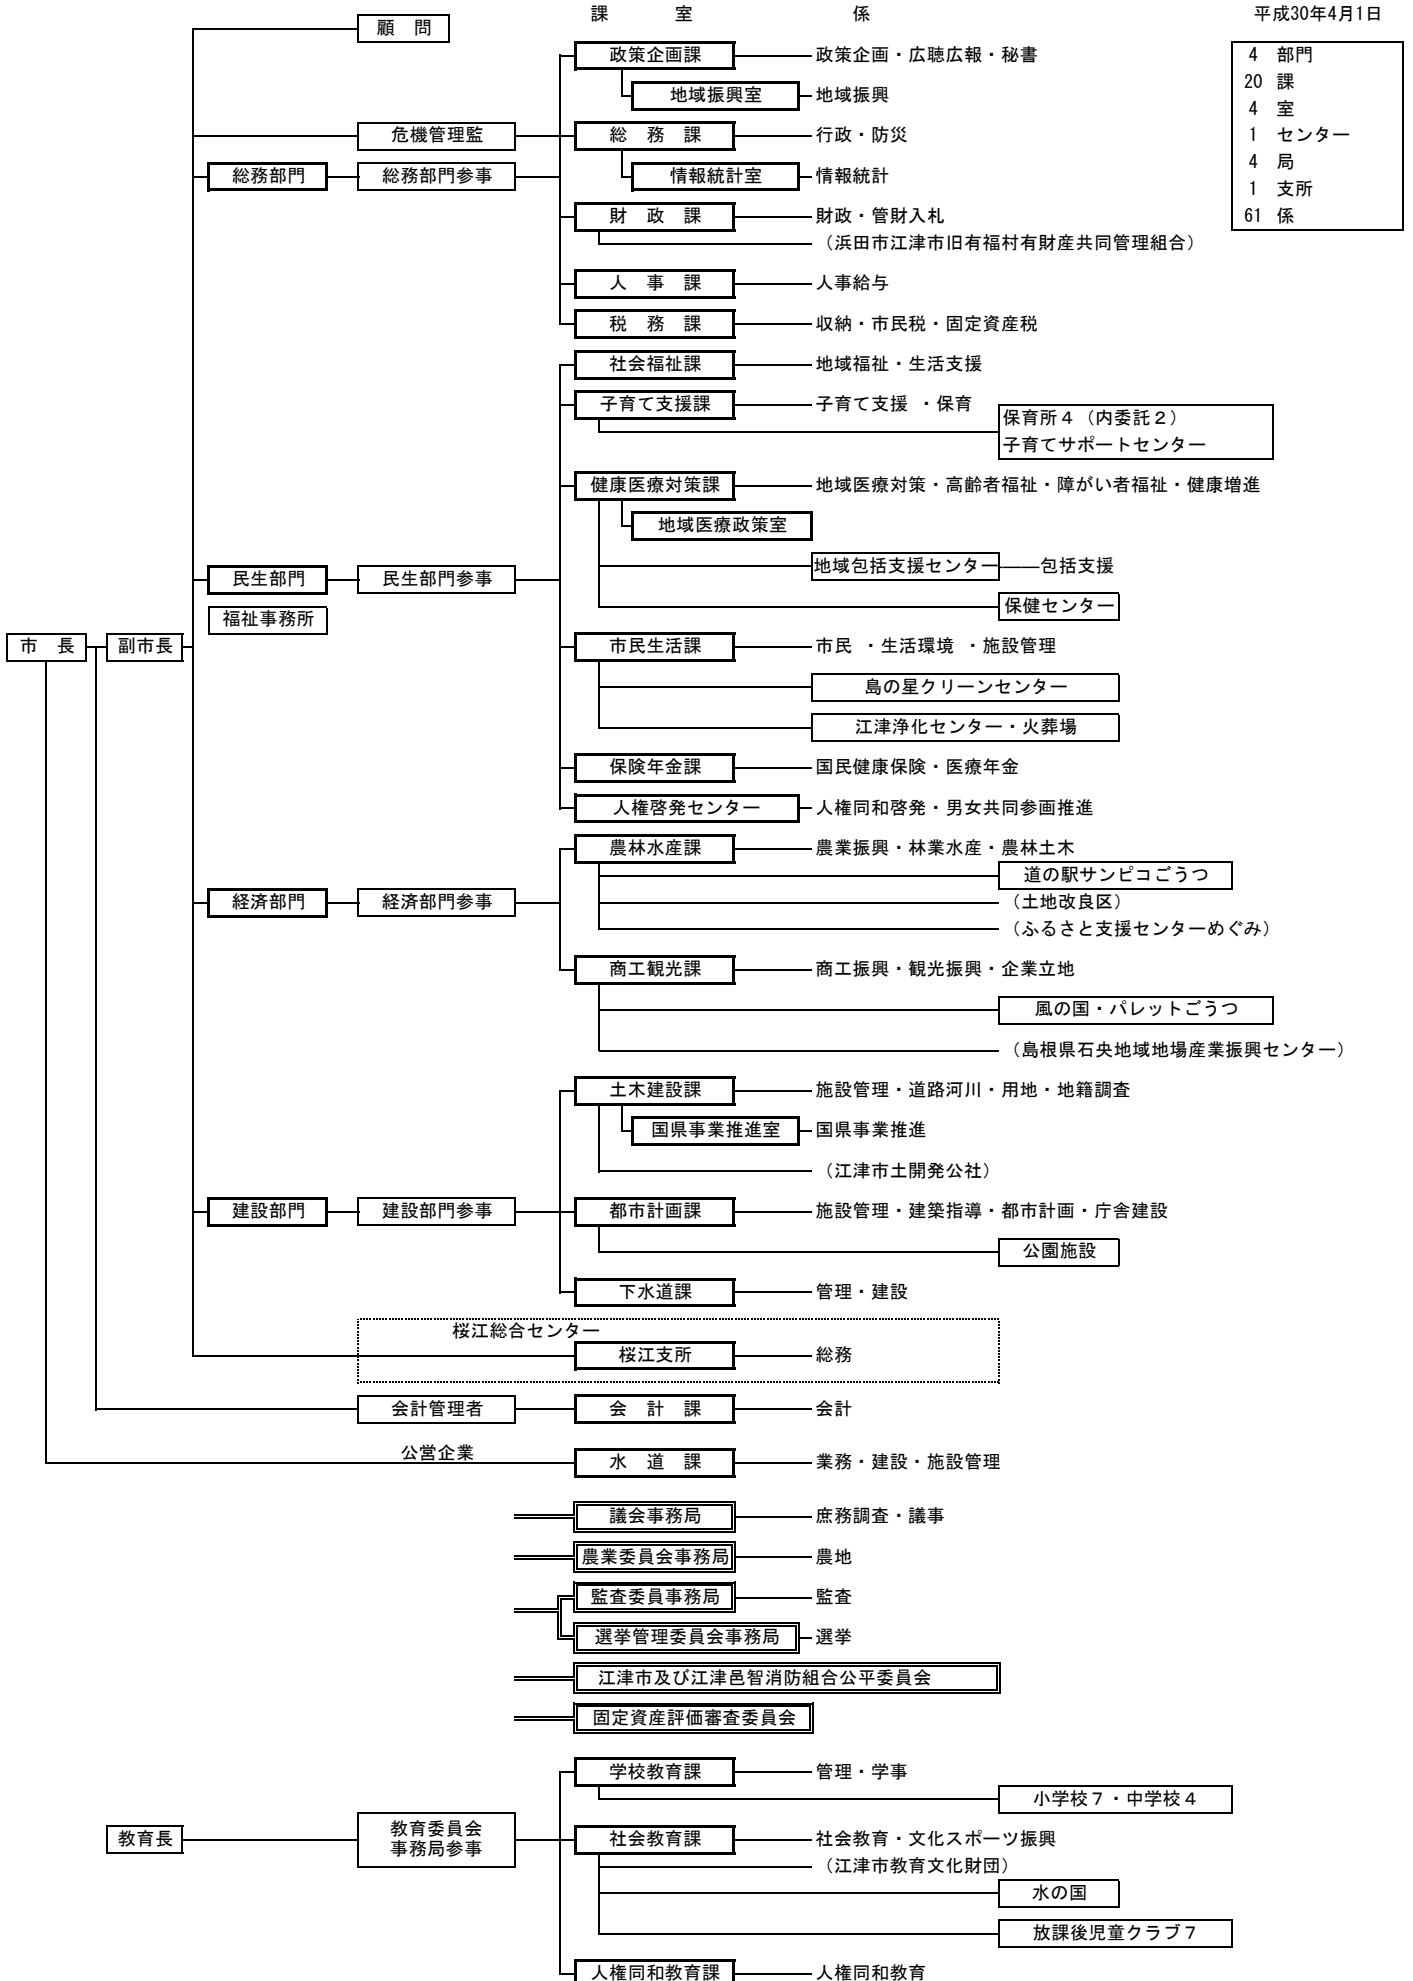 課 室 係 平成30年4月1日
顧 問
4 部門
20 課
4 室
1 センター
4 局
1 支所
61 係
政策企画課 政策企画・広聴広報・秘書
地域振興室 地域振興
危機管理監 総 務 課 行政・防災
総務部門 総務部門参事 情報統計室 情報統計
財 政 課 財政・管財入札
（浜田市江津市旧有福村有財産共同管理組合）
人 事 課 人事給与
税 務 課 収納・市民税・固定資産税
社会福祉課 地域福祉・生活支援
子育て支援課 子育て支援 ・保育
保育所４（内委託２）
子育てサポートセンター
健康医療対策課 地域医療対策・高齢者福祉・障がい者福祉・健康増進
地域医療政策室
地域包括支援センター――包括支援
民生部門 民生部門参事
保健センター
福祉事務所
市 長 副市長 市民生活課 市民 ・生活環境 ・施設管理
島の星クリーンセンター
江津浄化センター・火葬場
保険年金課 国民健康保険・医療年金
人権啓発センター 人権同和啓発・男女共同参画推進
農林水産課 農業振興・林業水産・農林土木
道の駅サンピコごうつ
経済部門 経済部門参事 （土地改良区）
（ふるさと支援センターめぐみ）
商工観光課 商工振興・観光振興・企業立地
風の国・パレットごうつ
（島根県石央地域地場産業振興センター）
土木建設課 施設管理・道路河川・用地・地籍調査
国県事業推進室 国県事業推進
（江津市土開発公社）
建設部門 建設部門参事 都市計画課 施設管理・建築指導・都市計画・庁舎建設
公園施設
下水道課 管理・建設
桜江総合センター
桜江支所 総務
会計管理者 会 計 課 会計
公営企業
水 道 課 業務・建設・施設管理
議会事務局 庶務調査・議事
農業委員会事務局 農地
監査委員事務局 監査
選挙管理委員会事務局 選挙
江津市及び江津邑智消防組合公平委員会
固定資産評価審査委員会
学校教育課 管理・学事
小学校７・中学校４
教育長 教育委員会
事務局参事
社会教育課 社会教育・文化スポーツ振興
（江津市教育文化財団）
水の国
放課後児童クラブ７
人権同和教育課 人権同和教育